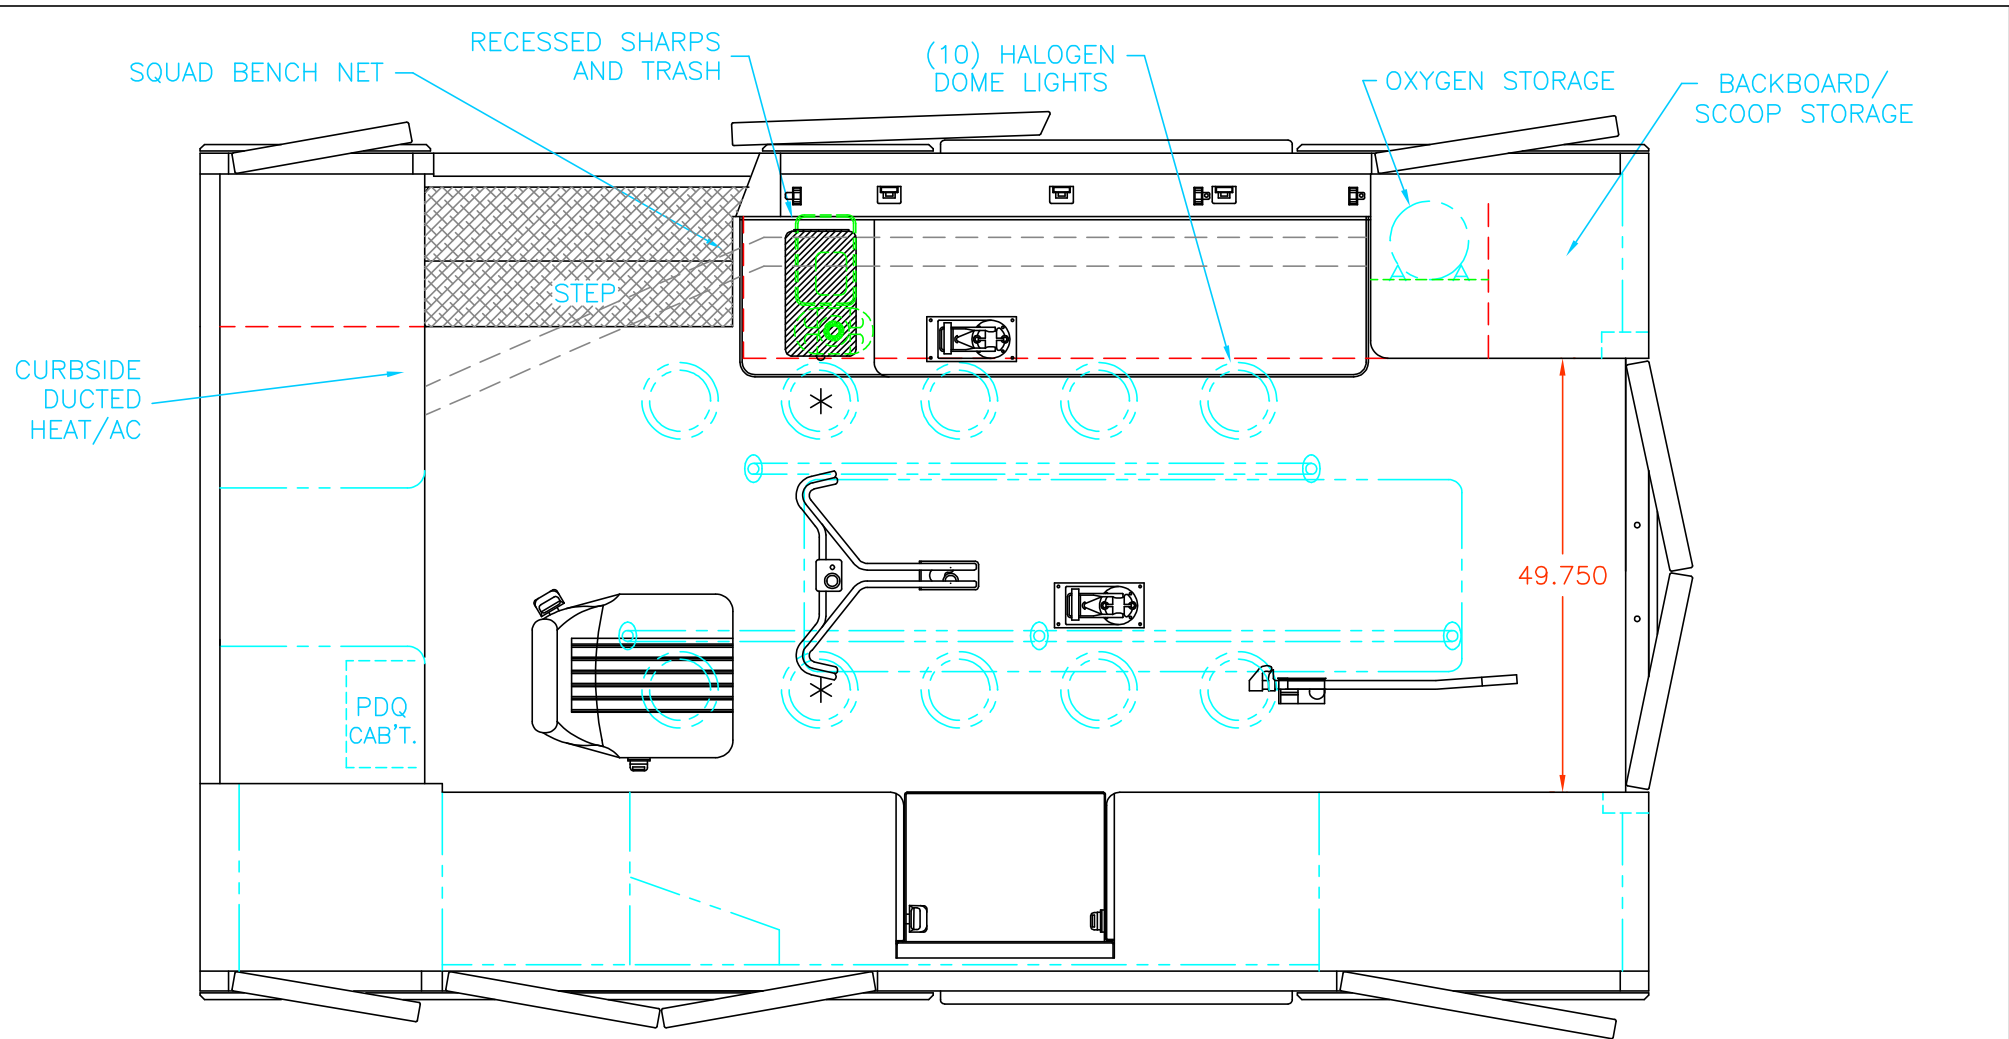 RECESSED SHARPS
AND TRASH
SQUAD BENCH NET
(10) HALOGEN
DOME LIGHTS
OXYGEN STORAGE
BACKBOARD/
SCOOP STORAGE
STEP
CURBSIDE
DUCTED
HEAT/AC
49.750
PDQ
CAB'T.